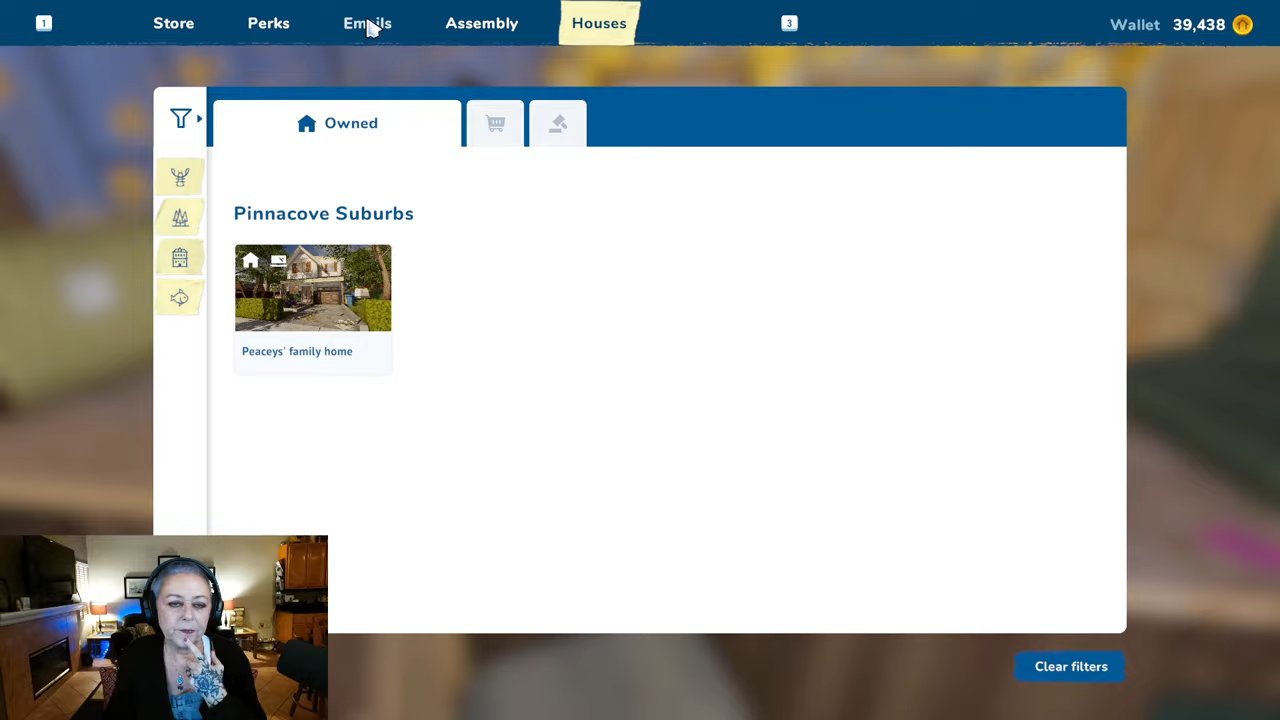 1 Store Perks Emails Assembly Houses 3 Wallet 39,438
Owned
Pinnacove Suburbs
Peaceys' family home
Clear filters